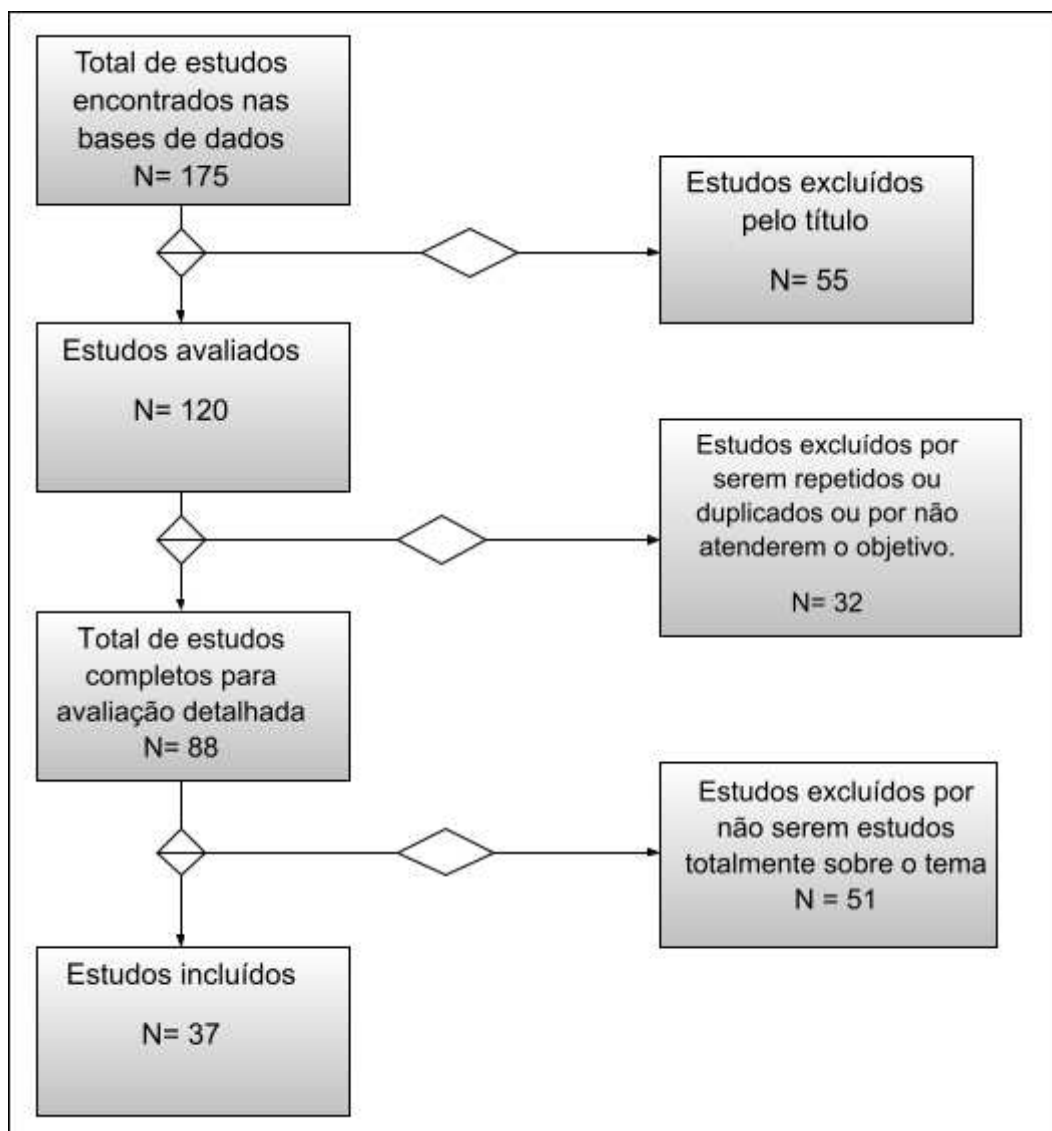 Total de estudos
encontrados nas
bases de dados
N= 175
Estudos excluídos
pelo título
N= 55
Estudos avaliados
N= 120
Estudos excluídos por
serem repetidos ou
duplicados ou por não
atenderem o objetivo.
N= 32
Total de estudos
completos para
avaliação detalhada
N= 88
Estudos excluídos por
não serem estudos
totalmente sobre o tema
N = 51
Estudos incluídos
N= 37